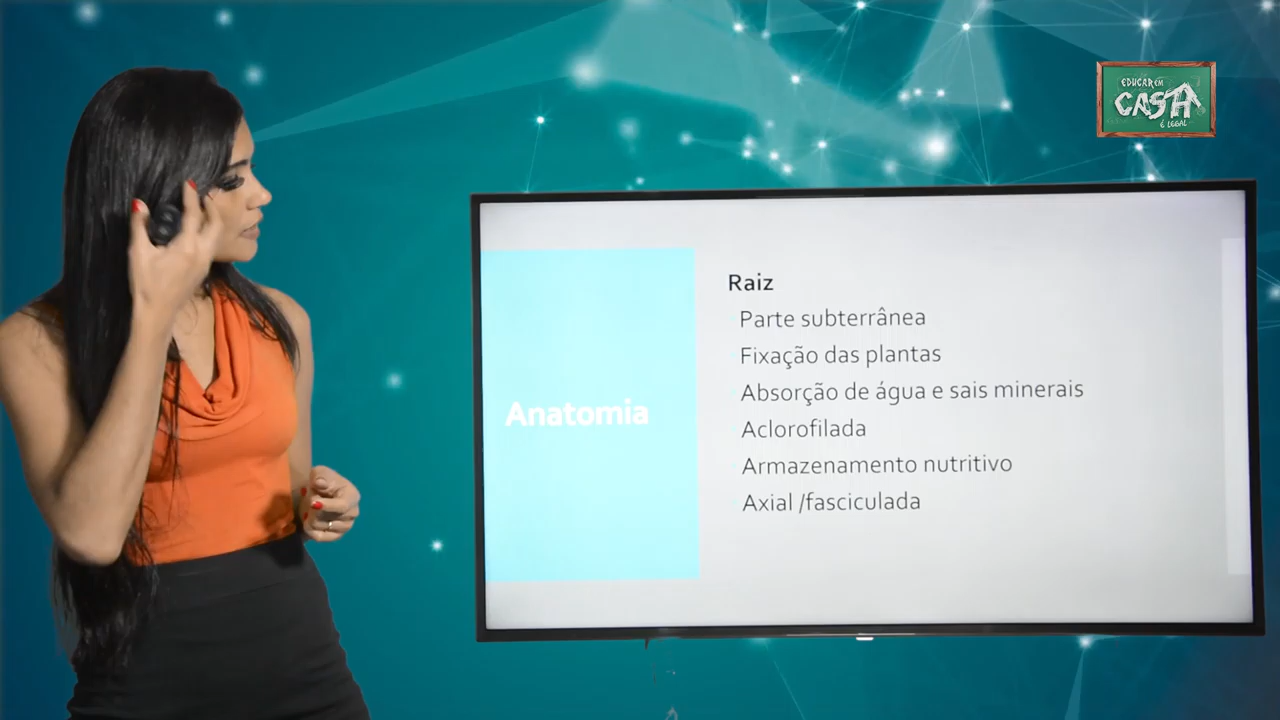 EDUCAR EM
CASA
É LEGAL
Raiz
Parte subterrânea
Fixação das plantas
Absorção de água e sais minerais
Aclorofilada
Armazenamento nutritivo
Axial /fasciculada
Anatomia